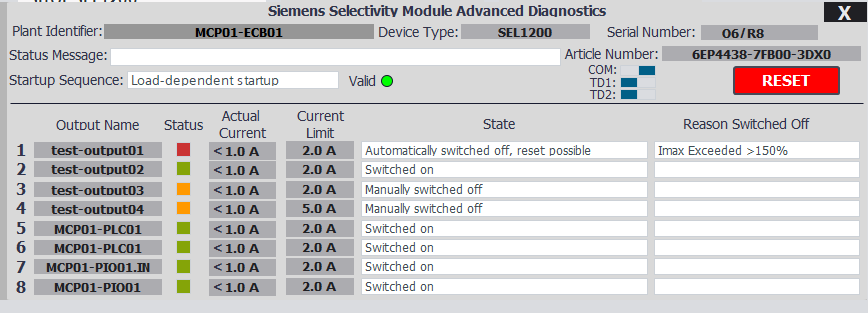 Siemens Selectivity Module Advanced Diagnostics X
Plant Identifier: MCP01-ECB01 Device Type: SEL1200 Serial Number: O6/R8
Status Message: Article Number: 6EP4438-7FB00-3DX0
Startup Sequence: Load-dependent startup Valid COM: RESET
TD1:
TD2:
Output Name Status Actual Current Current Limit State Reason Switched Off
1 test-output01 <1.0 A 2.0 A Automatically switched off, reset possible Imax Exceeded >150%
2 test-output02 <1.0 A 2.0 A Switched on
3 test-output03 <1.0 A 2.0 A Manually switched off
4 test-output04 <1.0 A 5.0 A Manually switched off
5 MCP01-PLC01 <1.0 A 2.0 A Switched on
6 MCP01-PLC01 <1.0 A 2.0 A Switched on
7 MCP01-PIO01.IN <1.0 A 2.0 A Switched on
8 MCP01-PIO01 <1.0 A 2.0 A Switched on